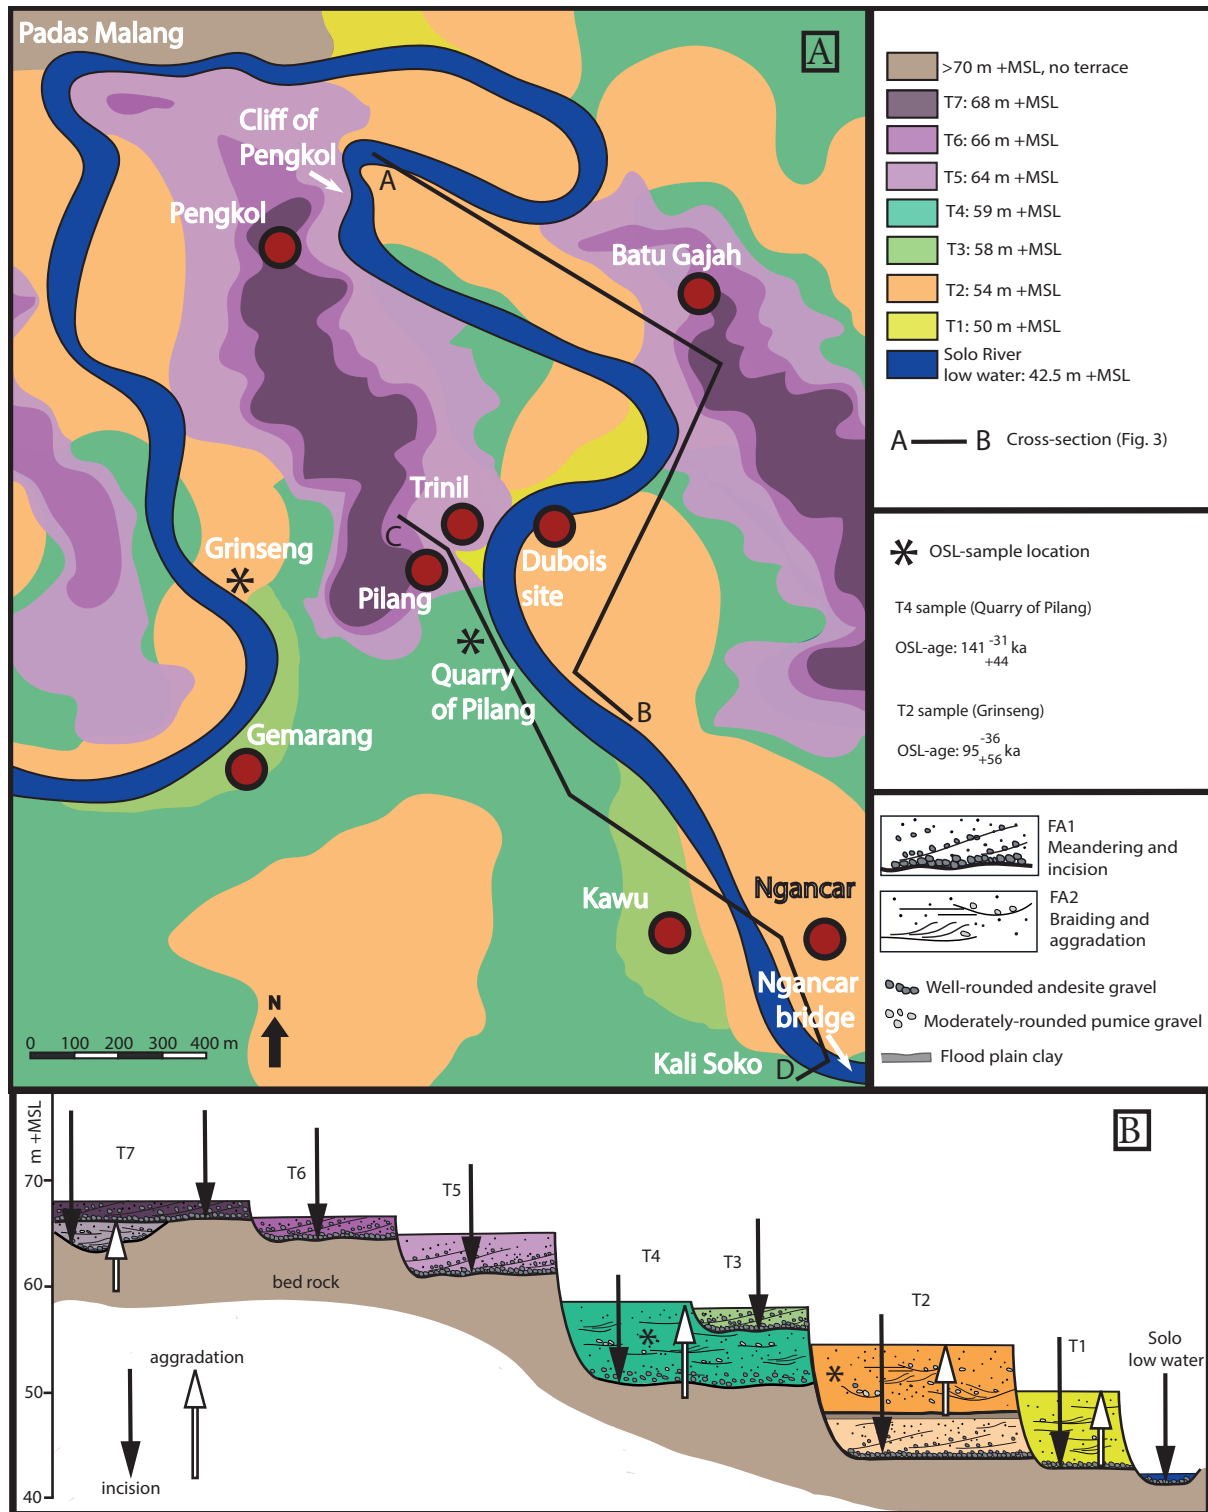 Padas Malang
A
Cliff of
Pengkol
A
Pengkol
Batu Gajah
Trinil
C
Grinseng
Dubois
site
Pilang
Quarry
of Pilang
B
Gemarang
Ngancar
Kawu
N
Ngancar
bridge
0 100 200 300 400 m
Kali Soko
D
>70 m +MSL, no terrace
T7: 68 m +MSL
T6: 66 m +MSL
T5: 64 m +MSL
T4: 59 m +MSL
T3: 58 m +MSL
T2: 54 m +MSL
T1: 50 m +MSL
Solo River
low water: 42.5 m +MSL
A B Cross-section (Fig. 3)
OSL-sample location
T4 sample (Quarry of Pilang)
OSL-age: 141 -31 +44 ka
T2 sample (Grinseng)
OSL-age: 95 -36 +56 ka
FA1
Meandering and
incision
FA2
Braiding and
aggradation
Well-rounded andesite gravel
Moderately-rounded pumice gravel
Flood plain clay
B
m +MSL
70
60
50
40
T7
T6
T5
T4
T3
T2
T1
Solo
low water
bed rock
aggradation
incision